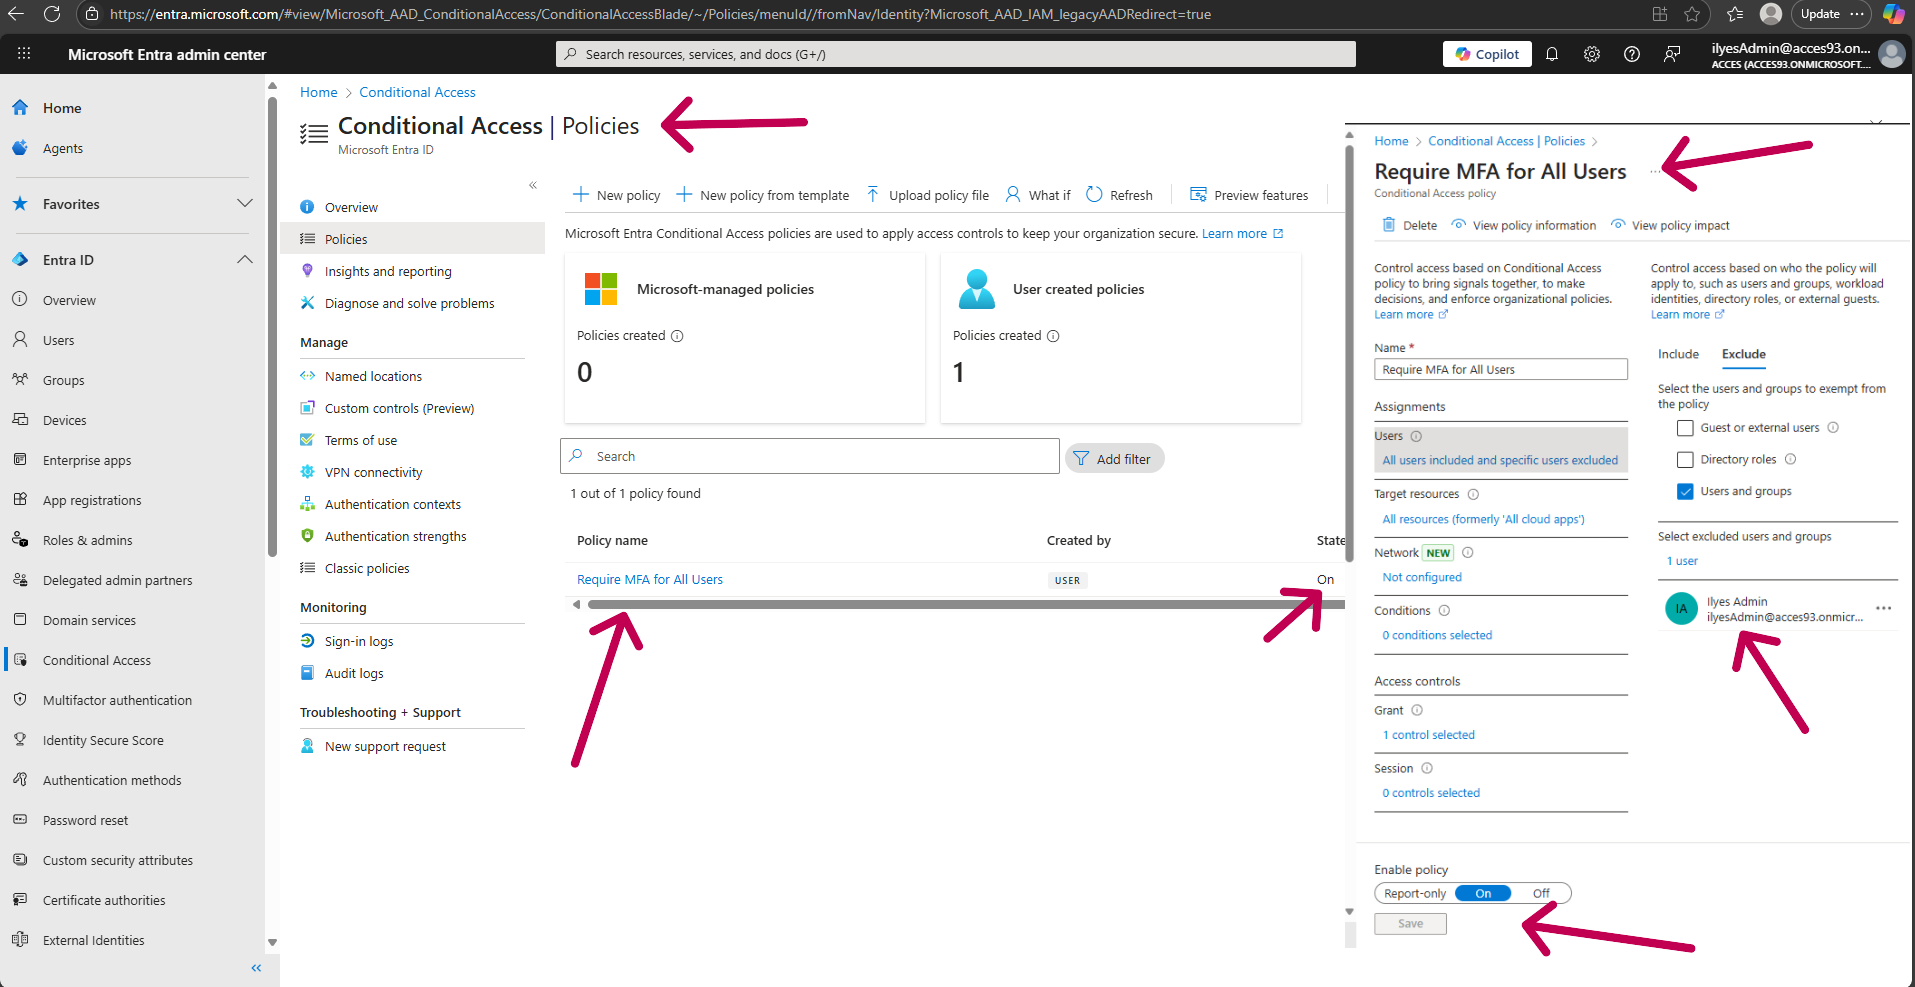 https://entra.microsoft.com/#view/Microsoft_AAD_ConditionalAccess/ConditionalAccessBlade/~/Policies/menuId//fromNav/Identity?Microsoft_AAD_IAM_legacyAADRedirect=true
Update
Microsoft Entra admin center
Search resources, services, and docs (G+/)
Copilot
ilyesAdmin@acces93.on...
ACCES (ACCES93.ONMICROSOFT....
Home
Agents
Favorites
Entra ID
Overview
Users
Groups
Devices
Enterprise apps
App registrations
Roles & admins
Delegated admin partners
Domain services
Conditional Access
Multifactor authentication
Identity Secure Score
Authentication methods
Password reset
Custom security attributes
Certificate authorities
External Identities
Home > Conditional Access
Conditional Access | Policies
Microsoft Entra ID
Overview
Policies
Insights and reporting
Diagnose and solve problems
Manage
Named locations
Custom controls (Preview)
Terms of use
VPN connectivity
Authentication contexts
Authentication strengths
Classic policies
Monitoring
Sign-in logs
Audit logs
Troubleshooting + Support
New support request
New policy New policy from template Upload policy file What if Refresh Preview features
Microsoft Entra Conditional Access policies are used to apply access controls to keep your organization secure. Learn more
Microsoft-managed policies
Policies created
0
User created policies
Policies created
1
Search
Add filter
1 out of 1 policy found
Policy name Created by State
Require MFA for All Users USER On
Home > Conditional Access | Policies >
Require MFA for All Users ...
Conditional Access policy
Delete View policy information View policy impact
Control access based on Conditional Access
policy to bring signals together, to make
decisions, and enforce organizational policies.
Learn more
Name *
Require MFA for All Users
Assignments
Users
All users included and specific users excluded
Target resources
All resources (formerly 'All cloud apps')
Network NEW
Not configured
Conditions
0 conditions selected
Access controls
Grant
1 control selected
Session
0 controls selected
Control access based on who the policy will
apply to, such as users and groups, workload
identities, directory roles, or external guests.
Learn more
Include Exclude
Select the users and groups to exempt from
the policy
Guest or external users
Directory roles
Users and groups
Select excluded users and groups
1 user
IA
Ilyes Admin
ilyesAdmin@acces93.onmicr...
Enable policy
Report-only On Off
Save